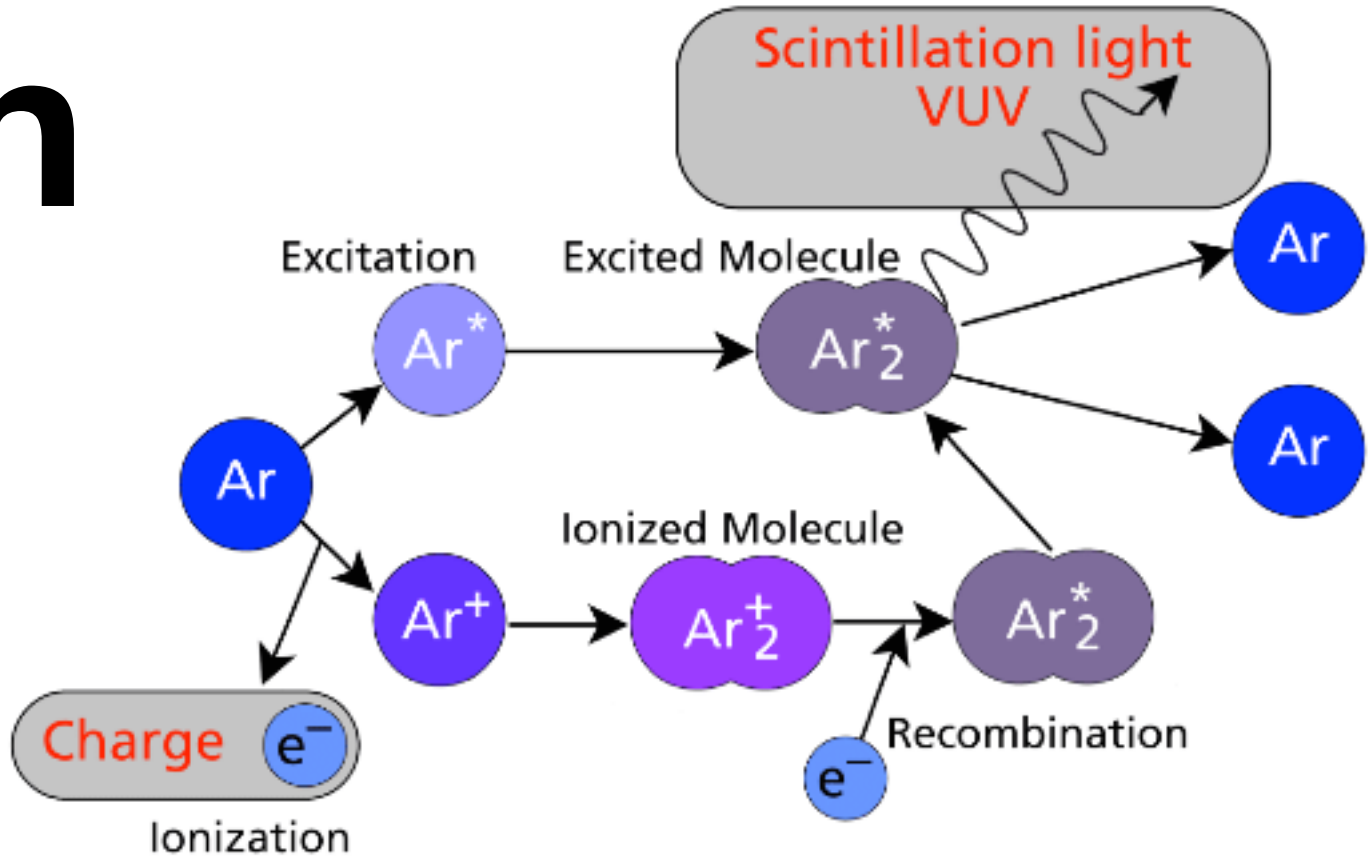 n
Scintillation light
VUV
Excitation
Excited Molecule
Ar
Ar*
Ar2*
Ar
Ar
Ionized Molecule
Ar+
Ar2+
Ar2*
Charge
e−
Recombination
e−
Ionization